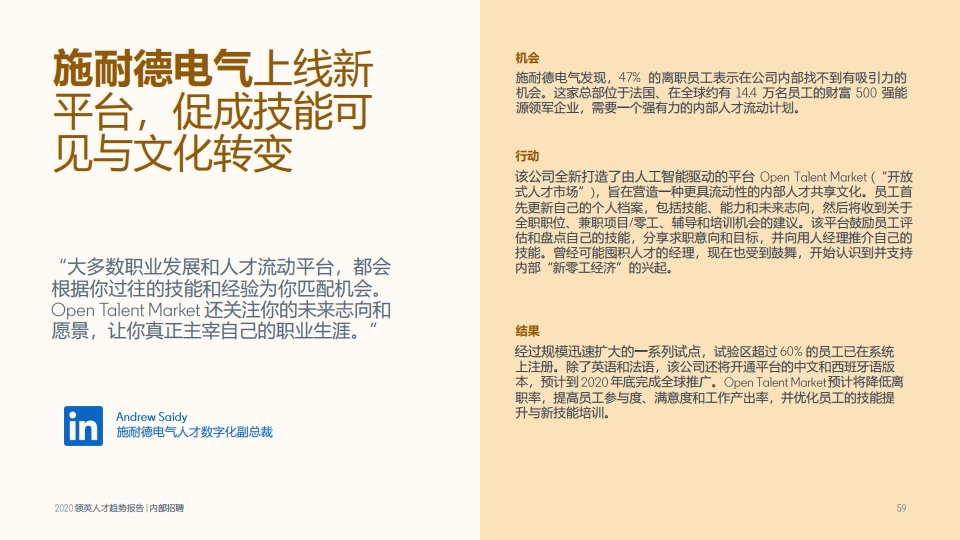 施耐德电气上线新
平台，促成技能可
见与文化转变
“大多数职业发展和人才流动平台，都会
根据你过往的技能和经验为你匹配机会。
Open Talent Market 还关注你的未来志向和
愿景，让你真正主宰自己的职业生涯。”
in
Andrew Saidy
施耐德电气人才数字化副总裁
机会
施耐德电气发现，47% 的离职员工表示在公司内部找不到有吸引力的
机会。这家总部位于法国、在全球约有 14.4 万名员工的财富 500 强能
源领军企业，需要一个强有力的内部人才流动计划。
行动
该公司全新打造了由人工智能驱动的平台 Open Talent Market (“开放
式人才市场”)，旨在营造一种更具流动性的内部人才共享文化。员工首
先更新自己的个人档案，包括技能、能力和未来志向，然后将收到关于
全职职位、兼职项目/零工、辅导和培训机会的建议。该平台鼓励员工评
估和盘点自己的技能，分享求职意向和目标，并向用人经理推介自己的
技能。曾经可能囤积人才的经理，现在也受到鼓舞，开始认识到并支持
内部“新零工经济”的兴起。
结果
经过规模迅速扩大的一系列试点，试验区超过 60% 的员工已在系统
上注册。除了英语和法语，该公司还将开通平台的中文和西班牙语版
本，预计到 2020 年底完成全球推广。Open Talent Market预计将降低离
职率，提高员工参与度、满意度和工作产出率，并优化员工的技能提
升与新技能培训。
2020 领英人才趋势报告 | 内部招聘
59